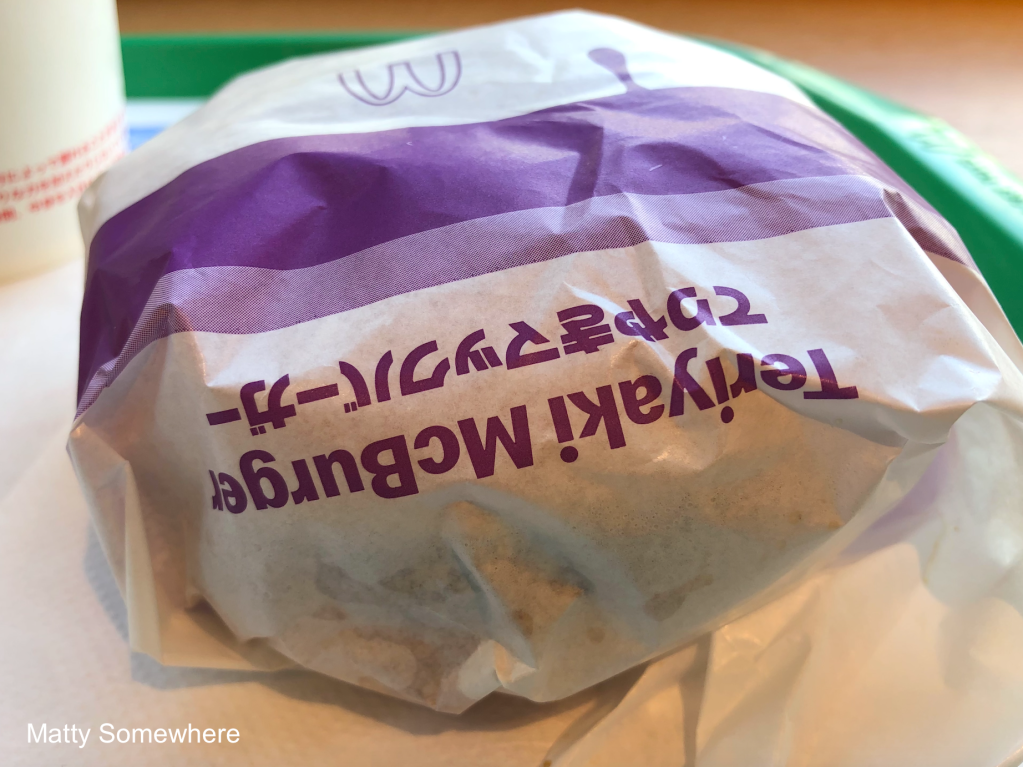 Teriyaki McBurger
てりやきマックバーガー
Matty Somewhere